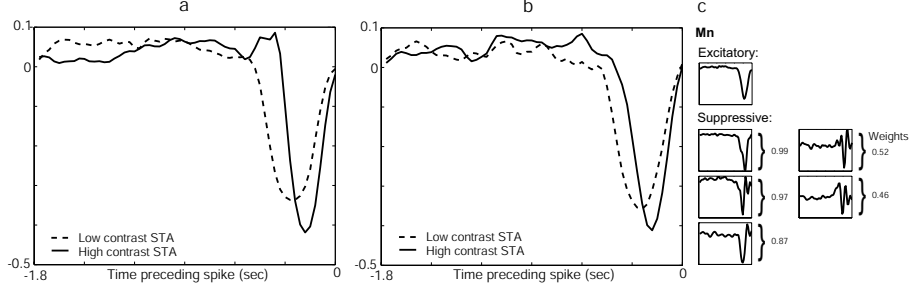 a
0.1
0
-0.5
-1.8
Time preceding spike (sec)
0
Low contrast STA
High contrast STA
b
0.1
0
-0.5
-1.8
Time preceding spike (sec)
0
Low contrast STA
High contrast STA
c
Mn
Excitatory:
Suppressive:
Weights
0.99
0.52
0.97
0.46
0.87